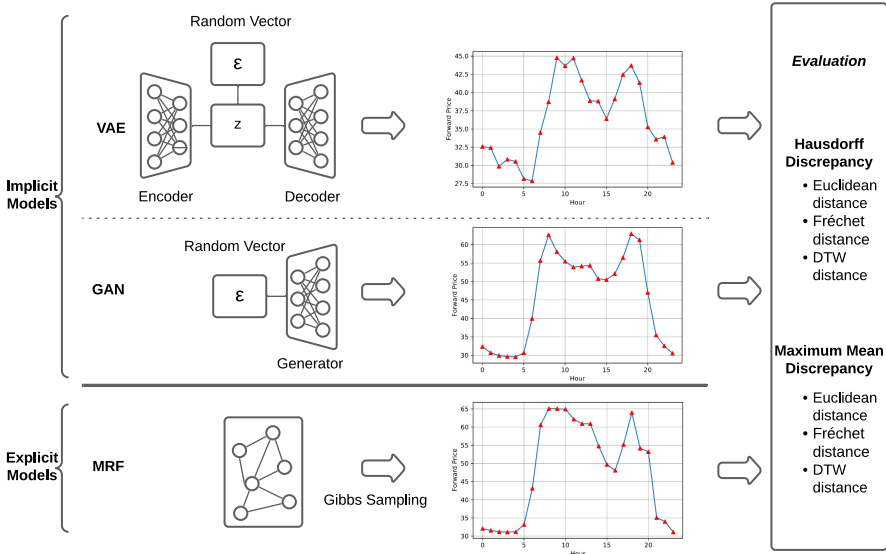 Implicit
Models
VAE
Random Vector
ε
z
Encoder
Decoder
45.0
42.5
40.0
37.5
35.0
32.5
30.0
27.5
Forward Price
0
5
10
15
20
Hour
GAN
Random Vector
ε
Generator
60
55
50
45
40
35
30
Forward Price
0
5
10
15
20
Hour
Explicit
Models
MRF
Gibbs Sampling
65
60
55
50
45
40
35
30
Forward Price
0
5
10
15
20
Hour
Evaluation
Hausdorff
Discrepancy
• Euclidean
distance
• Fréchet
distance
• DTW
distance
Maximum Mean
Discrepancy
• Euclidean
distance
• Fréchet
distance
• DTW
distance